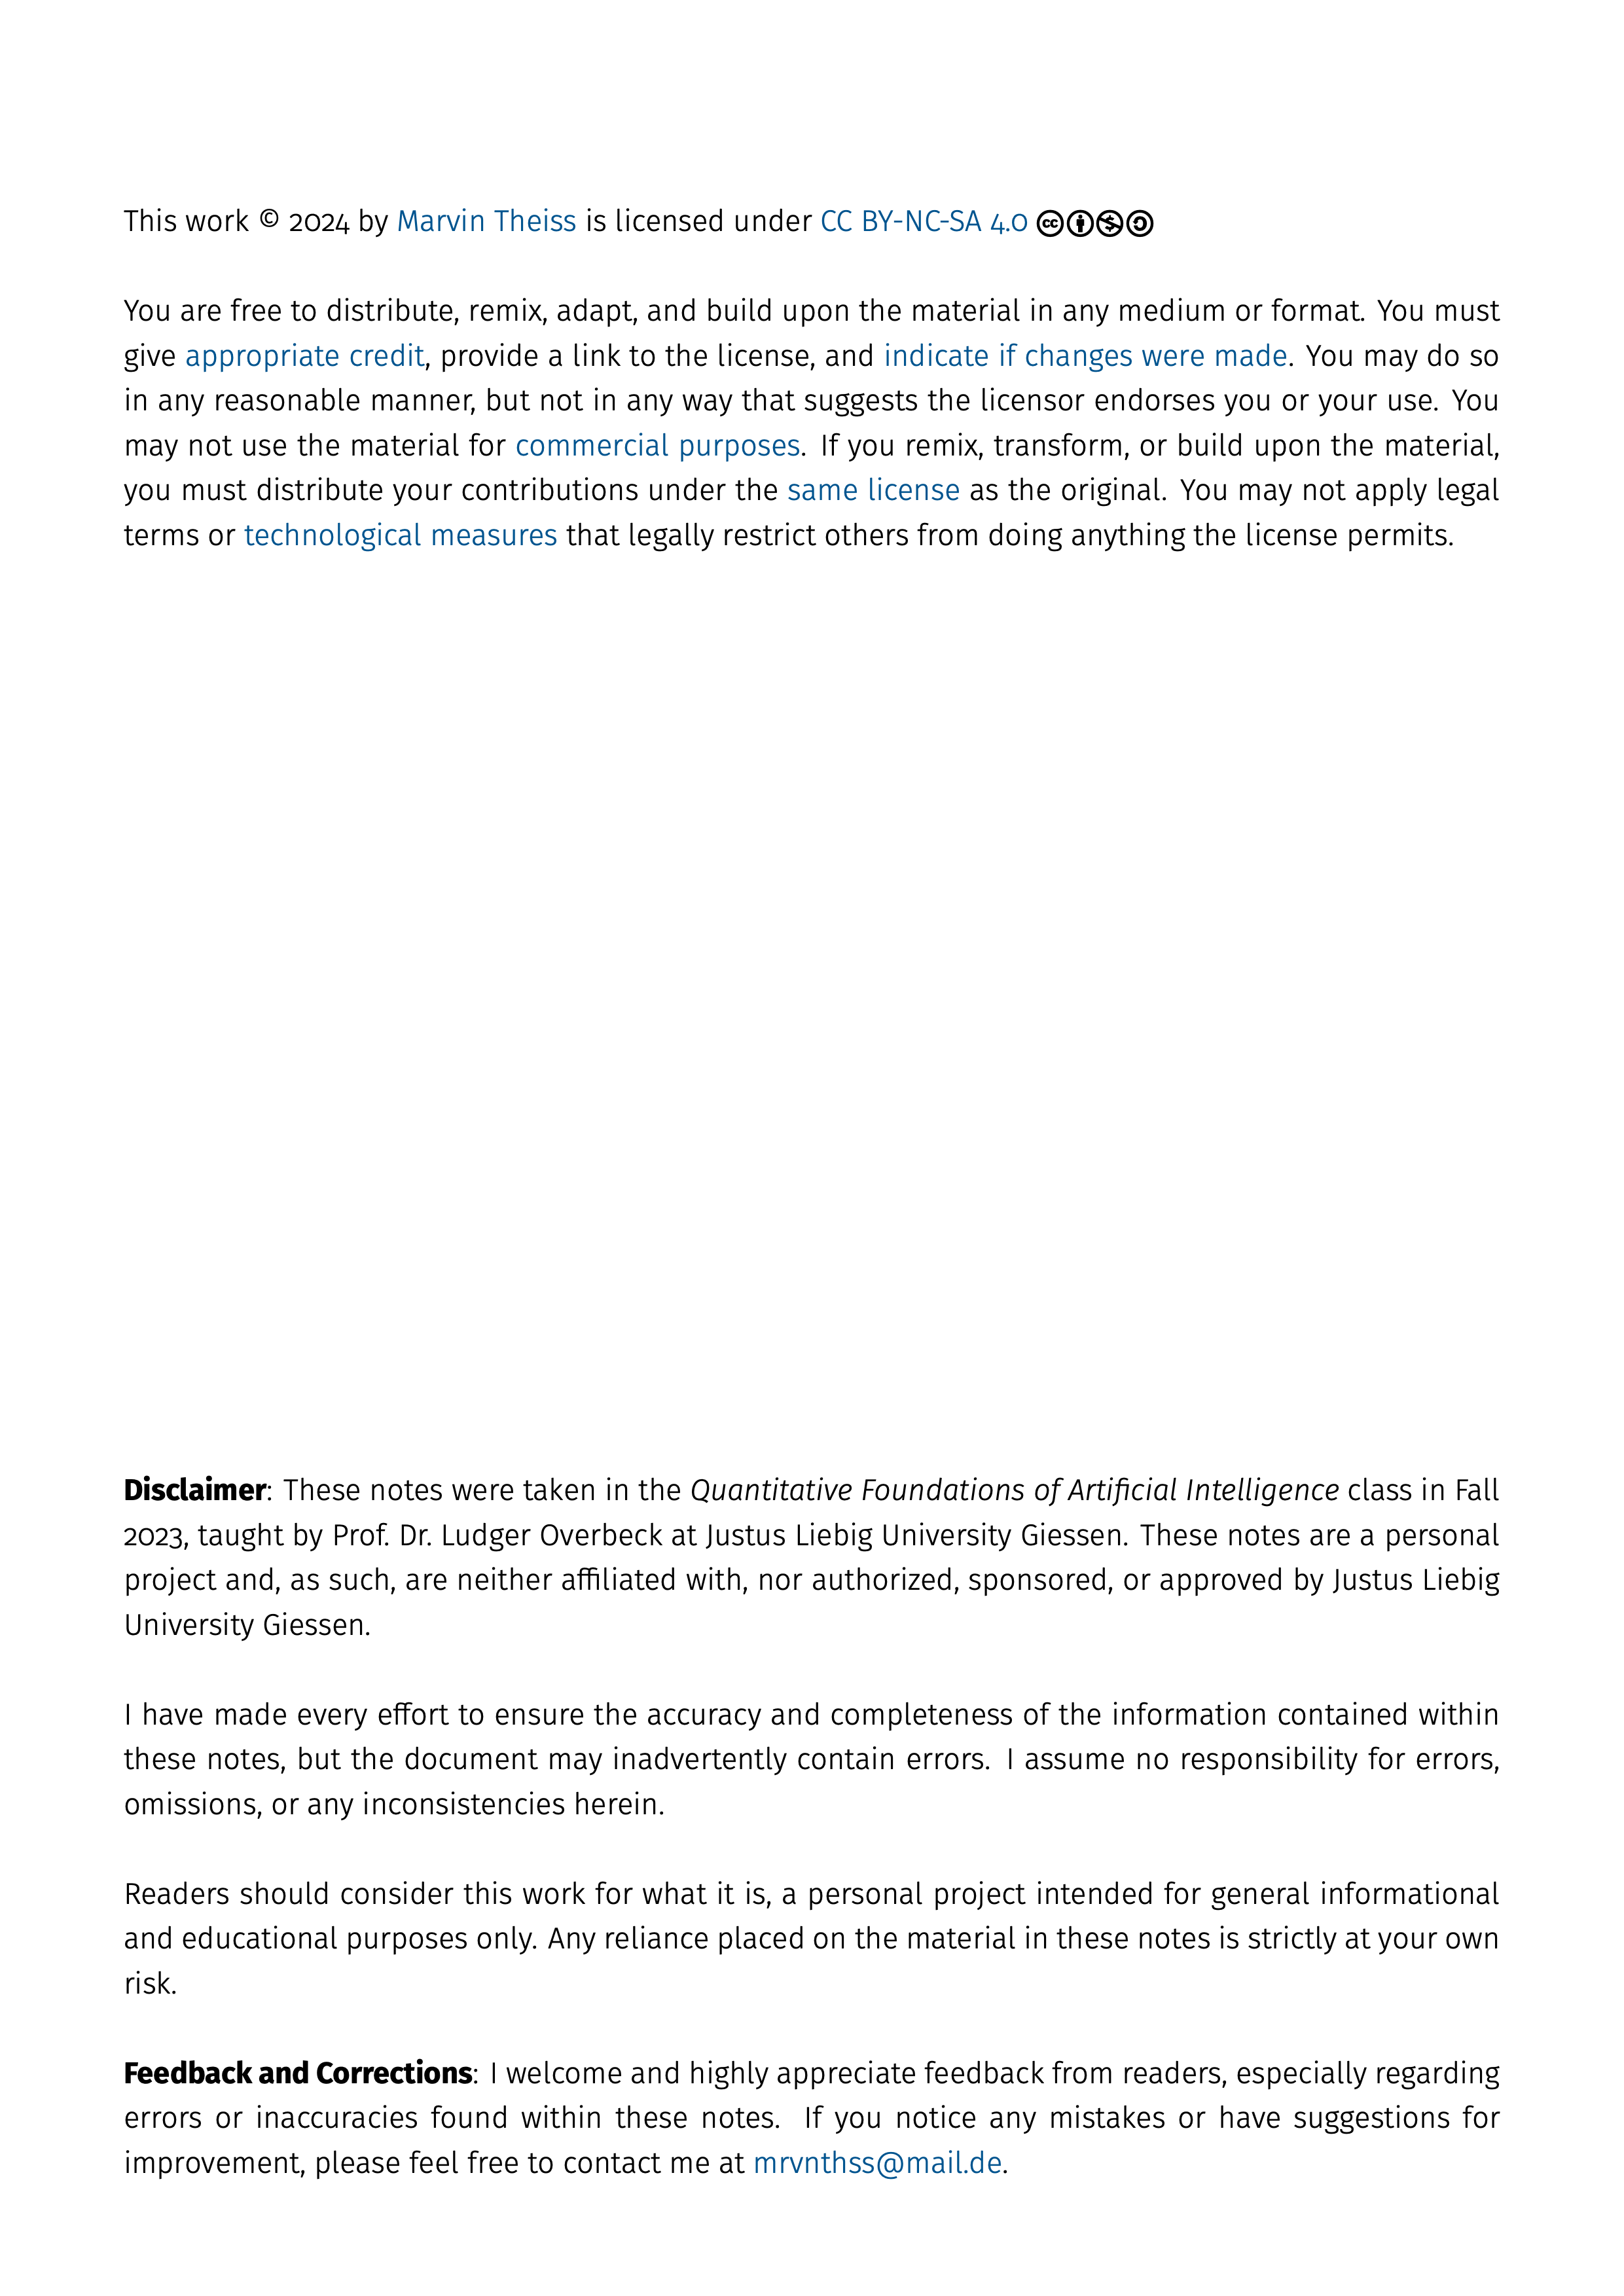 This work © 2024 by Marvin Theiss is licensed under CC BY-NC-SA 4.0
You are free to distribute, remix, adapt, and build upon the material in any medium or format. You must
give appropriate credit, provide a link to the license, and indicate if changes were made. You may do so
in any reasonable manner, but not in any way that suggests the licensor endorses you or your use. You
may not use the material for commercial purposes. If you remix, transform, or build upon the material,
you must distribute your contributions under the same license as the original. You may not apply legal
terms or technological measures that legally restrict others from doing anything the license permits.
Disclaimer: These notes were taken in the Quantitative Foundations of Artificial Intelligence class in Fall
2023, taught by Prof. Dr. Ludger Overbeck at Justus Liebig University Giessen. These notes are a personal
project and, as such, are neither affiliated with, nor authorized, sponsored, or approved by Justus Liebig
University Giessen.
I have made every effort to ensure the accuracy and completeness of the information contained within
these notes, but the document may inadvertently contain errors. I assume no responsibility for errors,
omissions, or any inconsistencies herein.
Readers should consider this work for what it is, a personal project intended for general informational
and educational purposes only. Any reliance placed on the material in these notes is strictly at your own
risk.
Feedback and Corrections: I welcome and highly appreciate feedback from readers, especially regarding
errors or inaccuracies found within these notes. If you notice any mistakes or have suggestions for
improvement, please feel free to contact me at mrvnthss@mail.de.